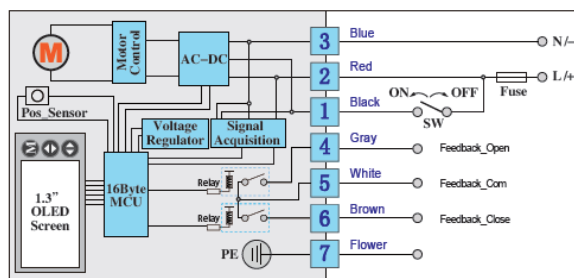 M
Motor
Control
AC-DC
Pos_Sensor
Voltage
Regulator
Signal
Acquisition
M
1.3"
OLED
Screen
16Byte
MCU
Relay
Relay
PE
3 Blue N/-
2 Red L/+
Fuse
1 Black ON OFF
SW
4 Gray Feedback_Open
5 White Feedback_Com
6 Brown Feedback_Close
7 Flower